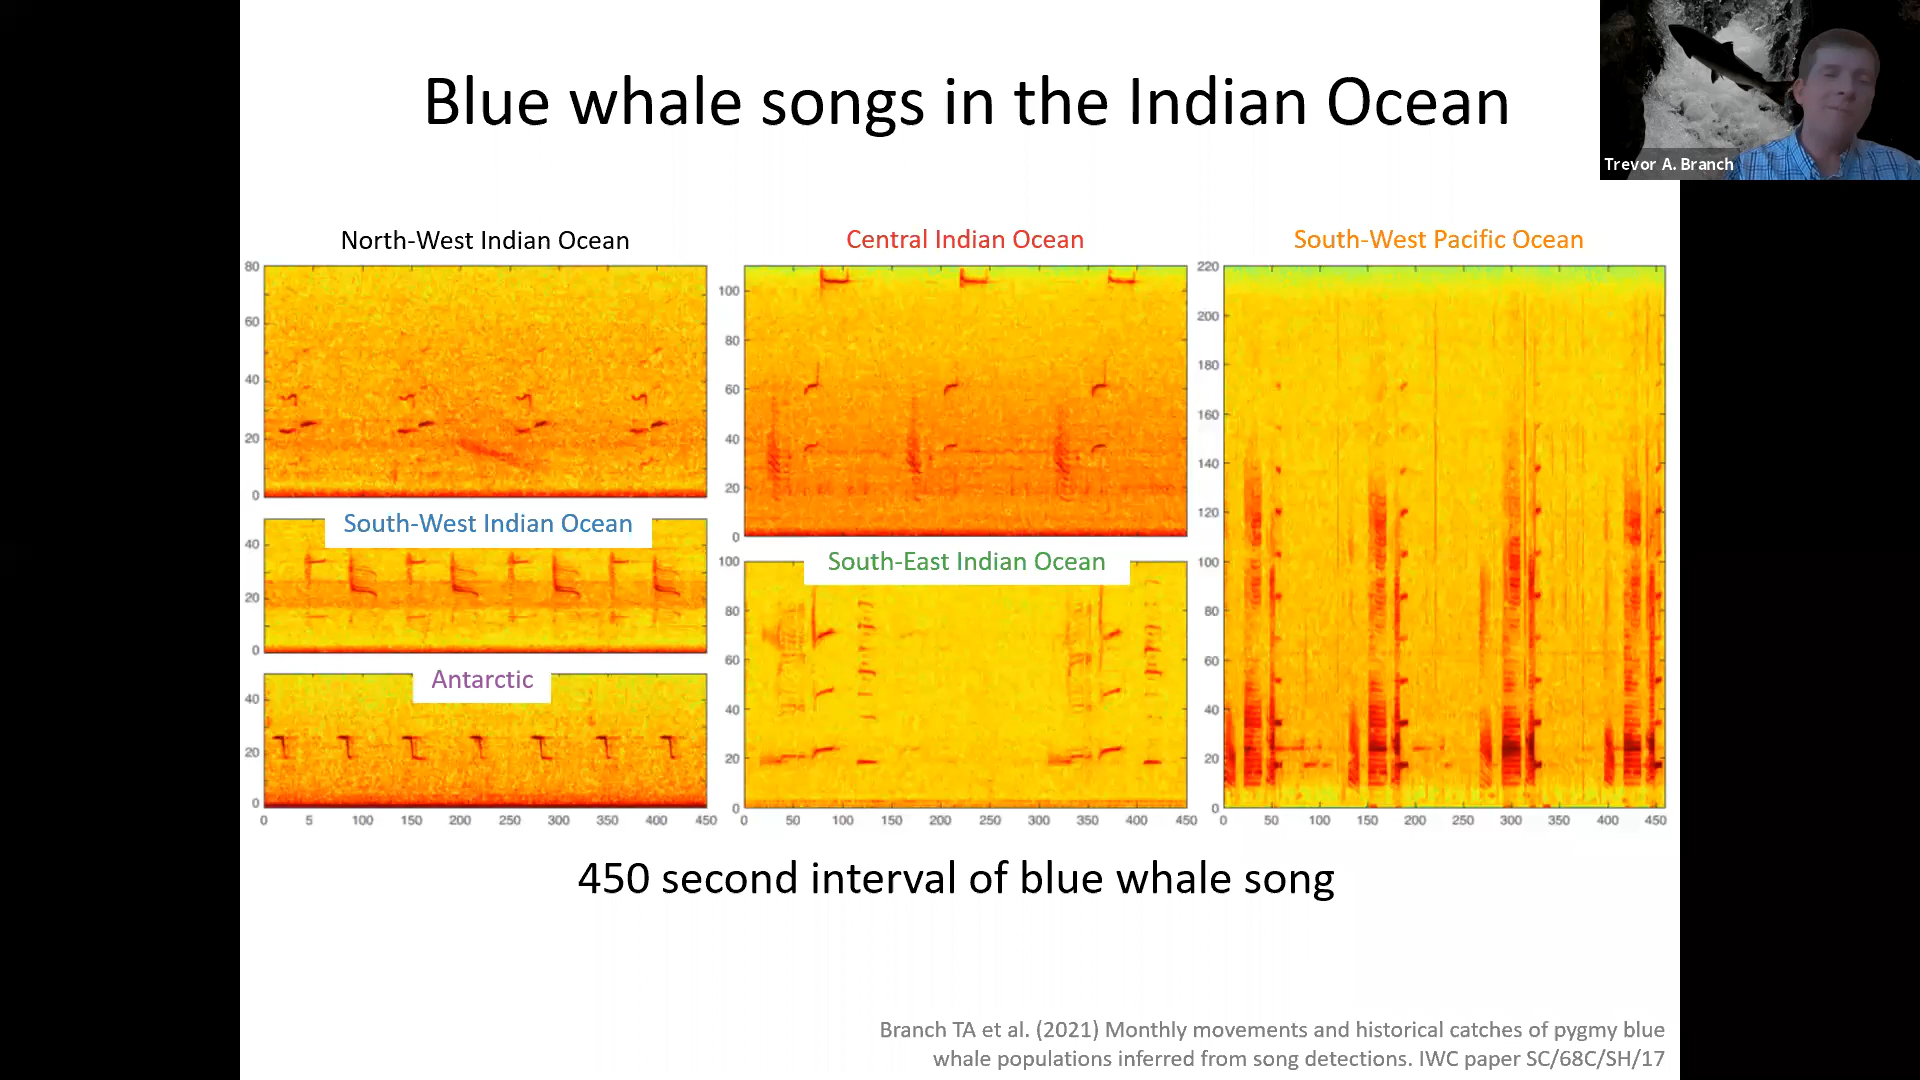 Blue whale songs in the Indian Ocean
Trevor A. Branch
North-West Indian Ocean
80
60
40
20
0
South-West Indian Ocean
40
20
0
Antarctic
40
20
0
0 5 100 150 200 250 300 350 400 450
Central Indian Ocean
100
80
60
40
20
0
South-East Indian Ocean
100
80
60
40
20
0
0 50 100 150 200 250 300 350 400 450
South-West Pacific Ocean
220
200
180
160
140
120
100
80
60
40
20
0
0 50 100 150 200 250 300 350 400 450
450 second interval of blue whale song
Branch TA et al. (2021) Monthly movements and historical catches of pygmy blue
whale populations inferred from song detections. IWC paper SC/68C/SH/17